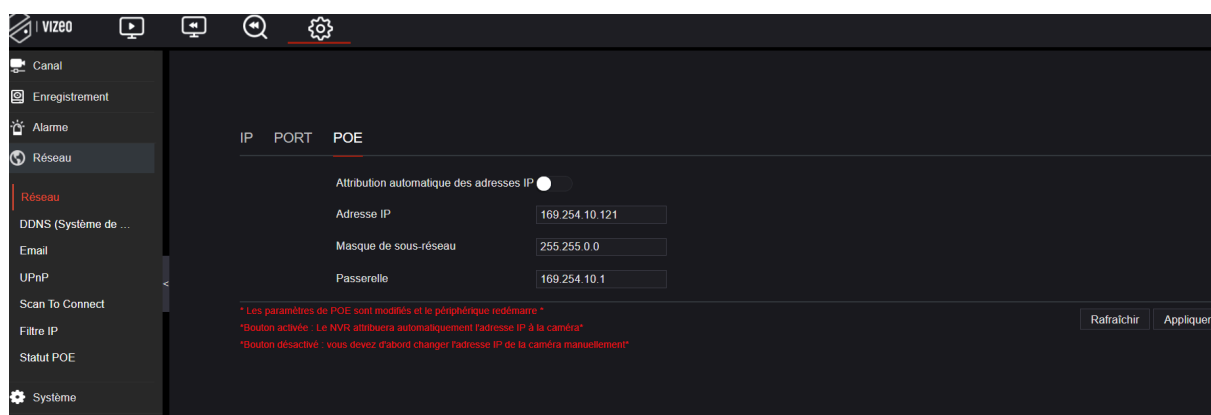 VIZEO
Canal
Enregistrement
Alarme
Réseau
Réseau
DDNS (Système de ...
Email
UPnP
Scan To Connect
Filtre IP
Statut POE
Système
IP PORT POE
Attribution automatique des adresses IP
Adresse IP 169.254.10.121
Masque de sous-réseau 255.255.0.0
Passerelle 169.254.10.1
* Les paramètres de POE sont modifiés et le périphérique redémarre *
*Bouton activée : Le NVR attribuera automatiquement l'adresse IP à la caméra*
*Bouton désactivé : vous devez d'abord changer l'adresse IP de la caméra manuellement*
Rafraîchir Appliquer